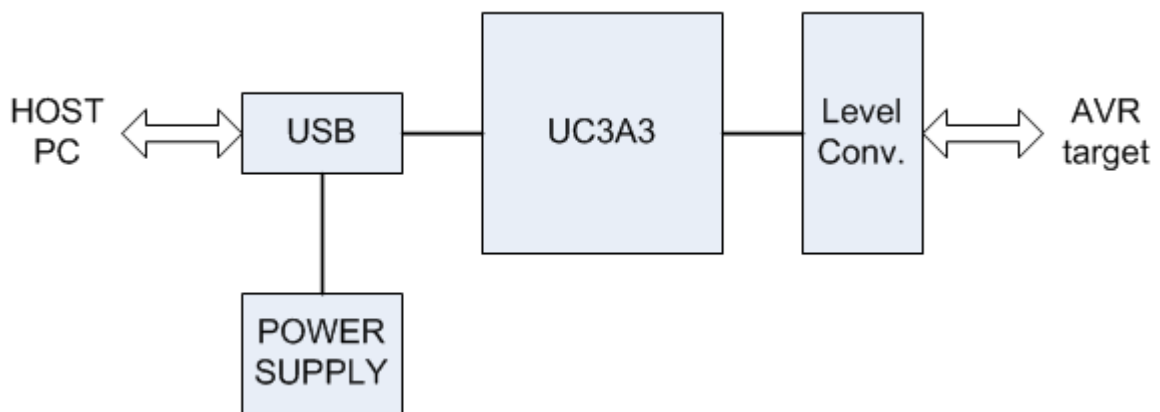 HOST
PC
USB
UC3A3
Level
Conv.
AVR
target
POWER
SUPPLY